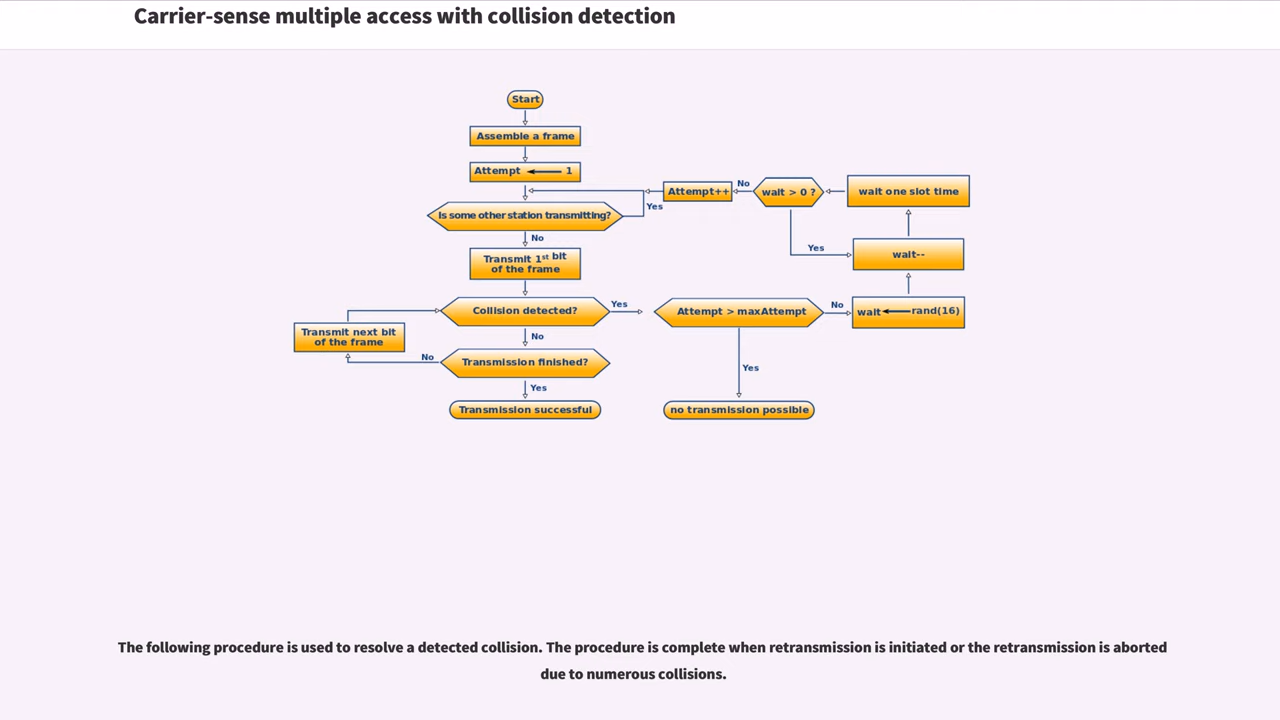 Carrier-sense multiple access with collision detection
Start
Assemble a frame
Attempt 1
Attempt++
No
wait > 0 ?
wait one slot time
Yes
Is some other station transmitting?
No
Yes
wait--
Transmit 1st bit
of the frame
Collision detected?
Yes
Attempt > maxAttempt
No
wait rand(16)
Transmit next bit
of the frame
No
No
Transmission finished?
Yes
Yes
Transmission successful
no transmission possible
The following procedure is used to resolve a detected collision. The procedure is complete when retransmission is initiated or the retransmission is aborted
due to numerous collisions.